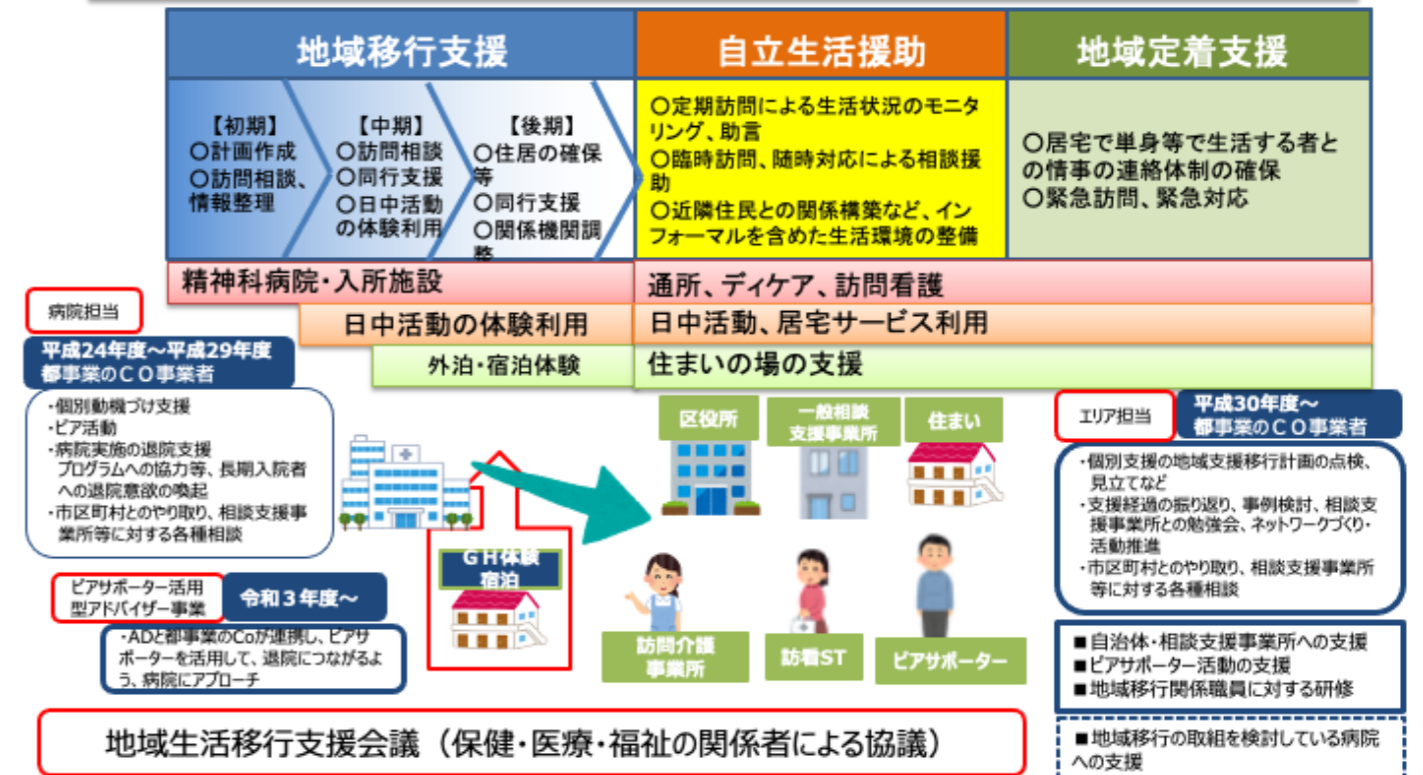 地域移行支援
自立生活援助
地域定着支援
【初期】
〇計画作成
〇訪問相談、
情報整理
【中期】
〇訪問相談
〇同行支援
〇日中活動
の体験利用
【後期】
〇住居の確保
等
〇同行支援
〇関係機関調
整
〇定期訪問による生活状況のモニタ
リング、助言
〇臨時訪問、随時対応による相談援
助
〇近隣住民との関係構築など、イン
フォーマルを含めた生活環境の整備
〇居宅で単身等で生活する者と
の情事の連絡体制の確保
〇緊急訪問、緊急対応
精神科病院・入所施設
通所、ディケア、訪問看護
日中活動の体験利用
日中活動、居宅サービス利用
外泊・宿泊体験
住まいの場の支援
病院担当
平成24年度～平成29年度
都事業のＣＯ事業者
・個別動機づけ支援
・ピア活動
・病院実施の退院支援
プログラムへの協力等、長期入院者
への退院意欲の喚起
・市区町村とのやり取り、相談支援事
業所等に対する各種相談
ピアサポーター活用
型アドバイザー事業
令和３年度～
・ADと都事業のCoが連携し、ピアサ
ポーターを活用して、退院につながるよ
う、病院にアプローチ
ＧＨ体験
宿泊
区役所
一般相談
支援事業所
住まい
訪問介護
事業所
訪看ST
ピアサポーター
エリア担当
平成30年度～
都事業のＣＯ事業者
・個別支援の地域支援移行計画の点検、
見立てなど
・支援経過の振り返り、事例検討、相談支
援事業所との勉強会、ネットワークづくり・
活動推進
・市区町村とのやり取り、相談支援事業所
等に対する各種相談
■自治体・相談支援事業所への支援
■ピアサポーター活動の支援
■地域移行関係職員に対する研修
■地域移行の取組を検討している病院
への支援
地域生活移行支援会議（保健・医療・福祉の関係者による協議）